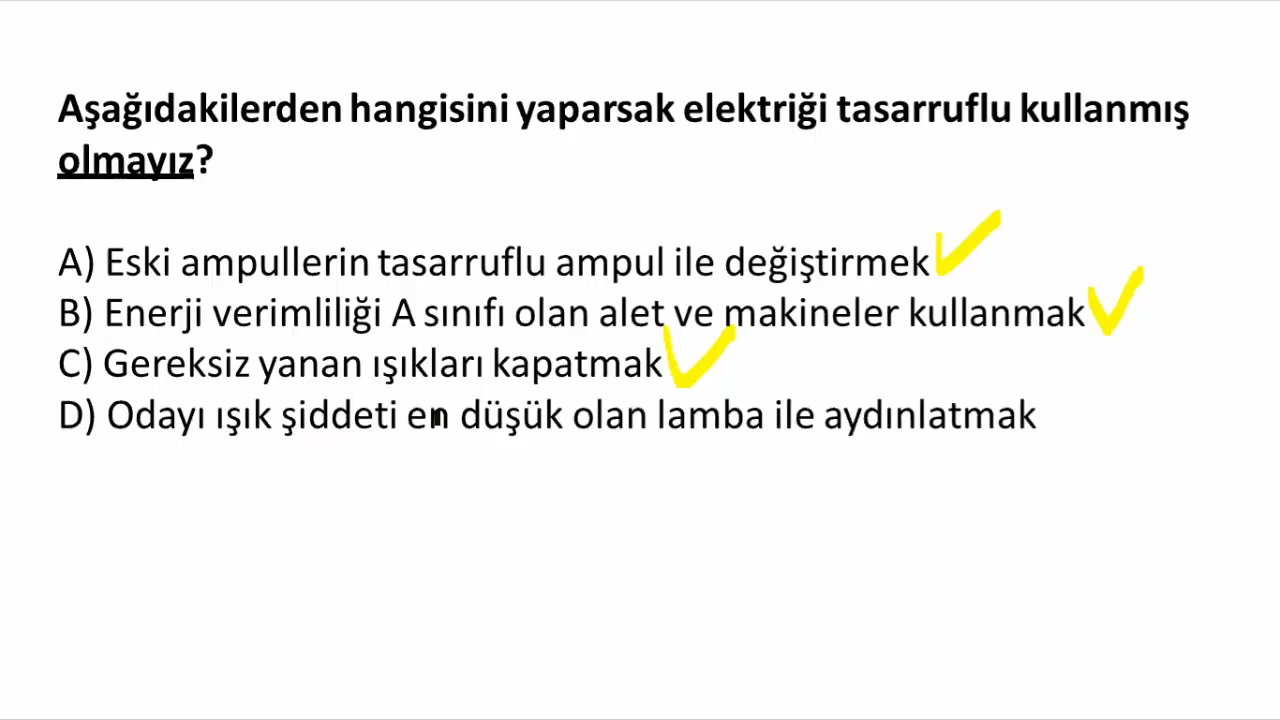 Aşağıdakilerden hangisini yaparsak elektriği tasarruflu kullanmış
olmayız?
A) Eski ampullerin tasarruflu ampul ile değiştirmek
B) Enerji verimliliği A sınıfı olan alet ve makineler kullanmak
C) Gereksiz yanan ışıkları kapatmak
D) Odayı ışık şiddeti en düşük olan lamba ile aydınlatmak